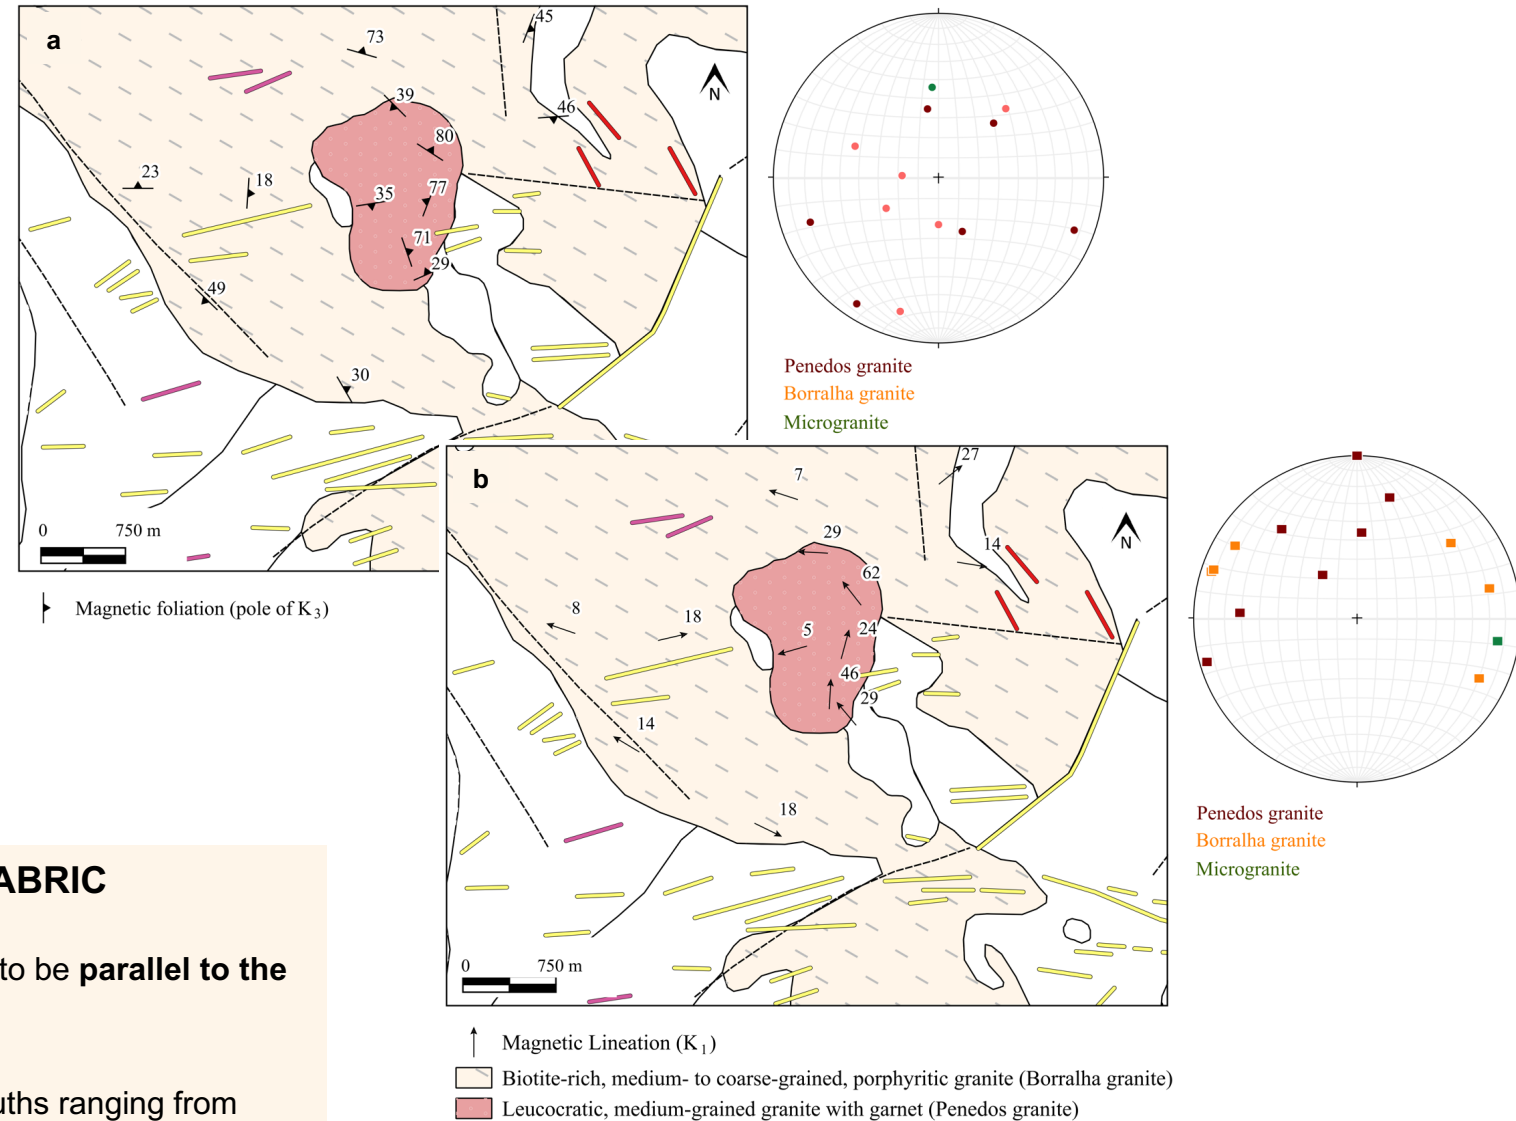 a
73
45
N
39
46
80
23
18
35
77
71
29
49
30
0 750 m
Magnetic foliation (pole of K3)
Penedos granite
Borralha granite
Microgranite
b
7
27
N
29
14
62
8
18
5
24
46
29
14
18
0 750 m
Penedos granite
Borralha granite
Microgranite
Magnetic Lineation (K1)
Biotite-rich, medium- to coarse-grained, porphyritic granite (Borralha granite)
Leucocratic, medium-grained granite with garnet (Penedos granite)
ABRIC
to be parallel to the
uths ranging from